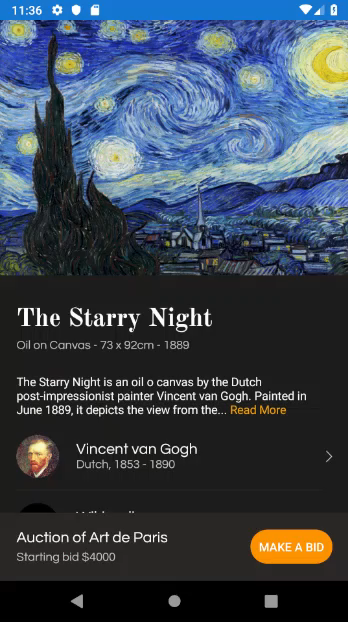 11:36
The Starry Night
Oil on Canvas - 73 x 92cm - 1889
The Starry Night is an oil o canvas by the Dutch
post-impressionist painter Vincent van Gogh. Painted in
June 1889, it depicts the view from the... Read More
Vincent van Gogh
Dutch, 1853 - 1890
Auction of Art de Paris
Starting bid $4000
MAKE A BID